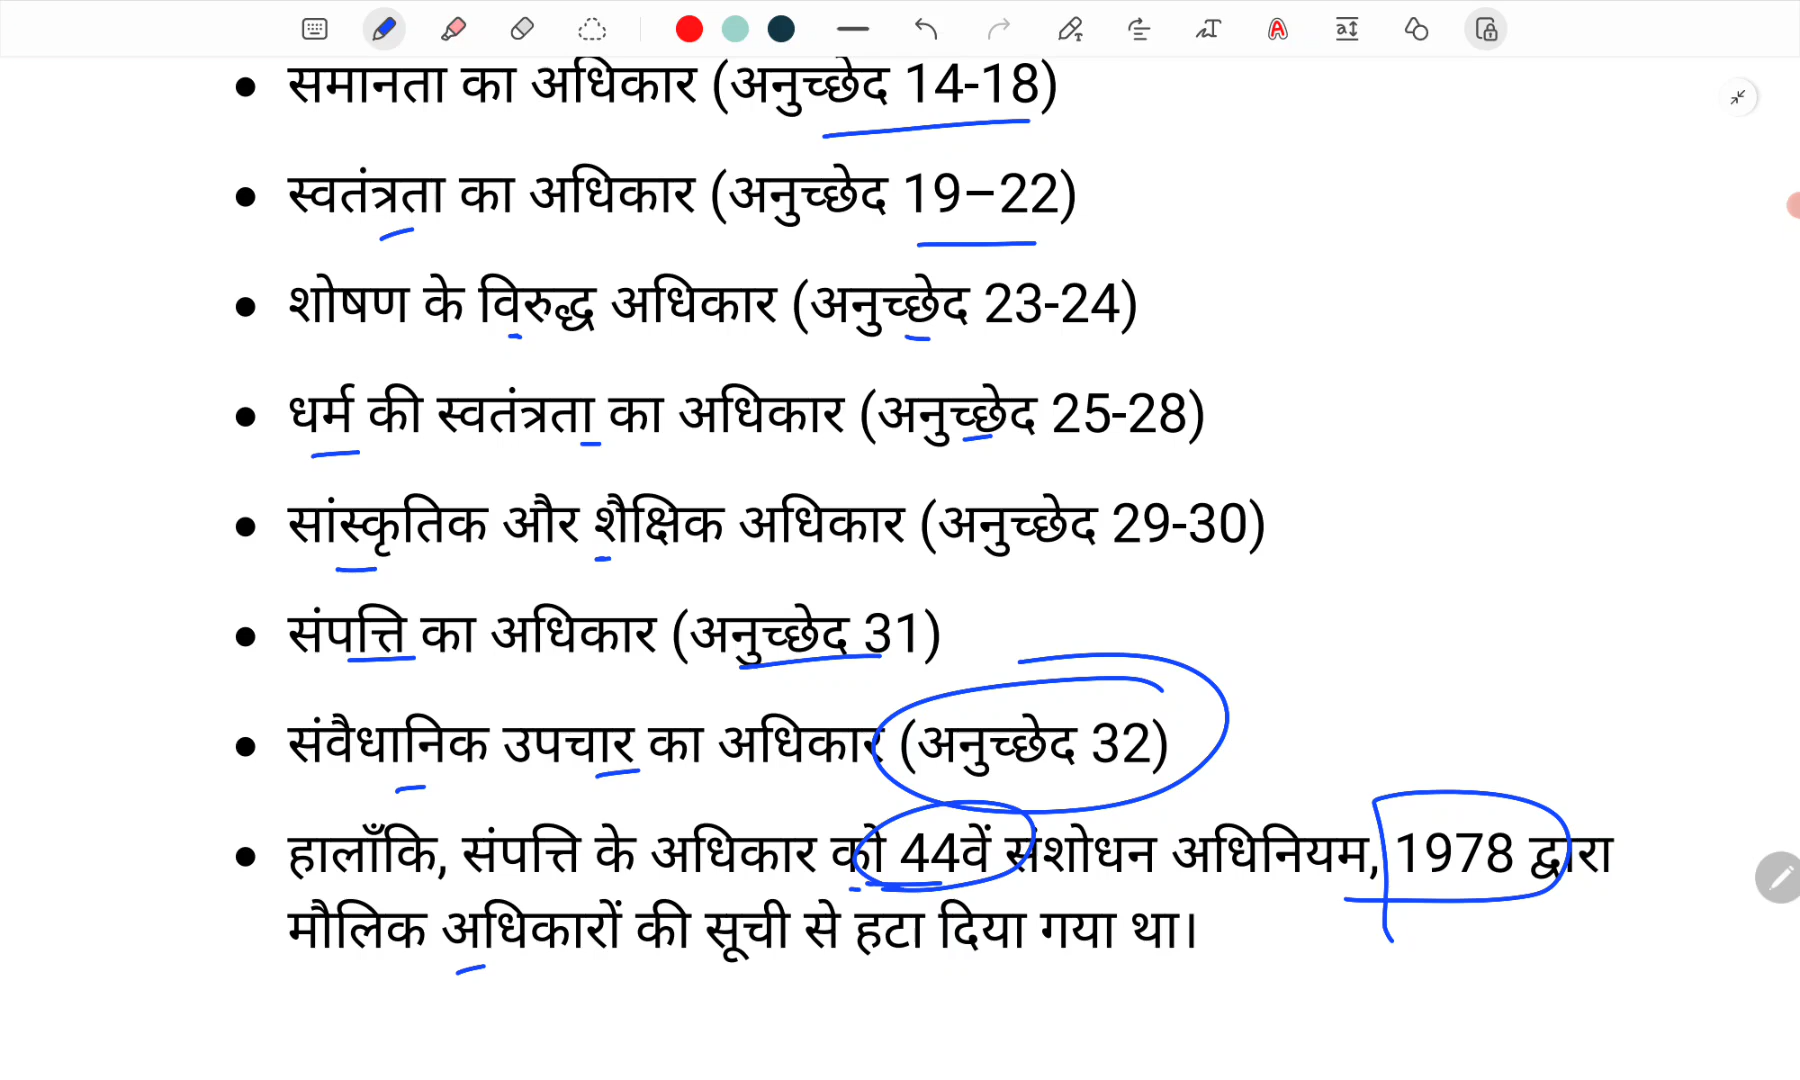 • समानता का अधिकार (अनुच्छेद 14-18)
• स्वतंत्रता का अधिकार (अनुच्छेद 19–22)
• शोषण के विरुद्ध अधिकार (अनुच्छेद 23-24)
• धर्म की स्वतंत्रता का अधिकार (अनुच्छेद 25-28)
• सांस्कृतिक और शैक्षिक अधिकार (अनुच्छेद 29-30)
• संपत्ति का अधिकार (अनुच्छेद 31)
• संवैधानिक उपचार का अधिकार (अनुच्छेद 32)
• हालाँकि, संपत्ति के अधिकार को 44वें संशोधन अधिनियम, 1978 द्वारा
मौलिक अधिकारों की सूची से हटा दिया गया था।